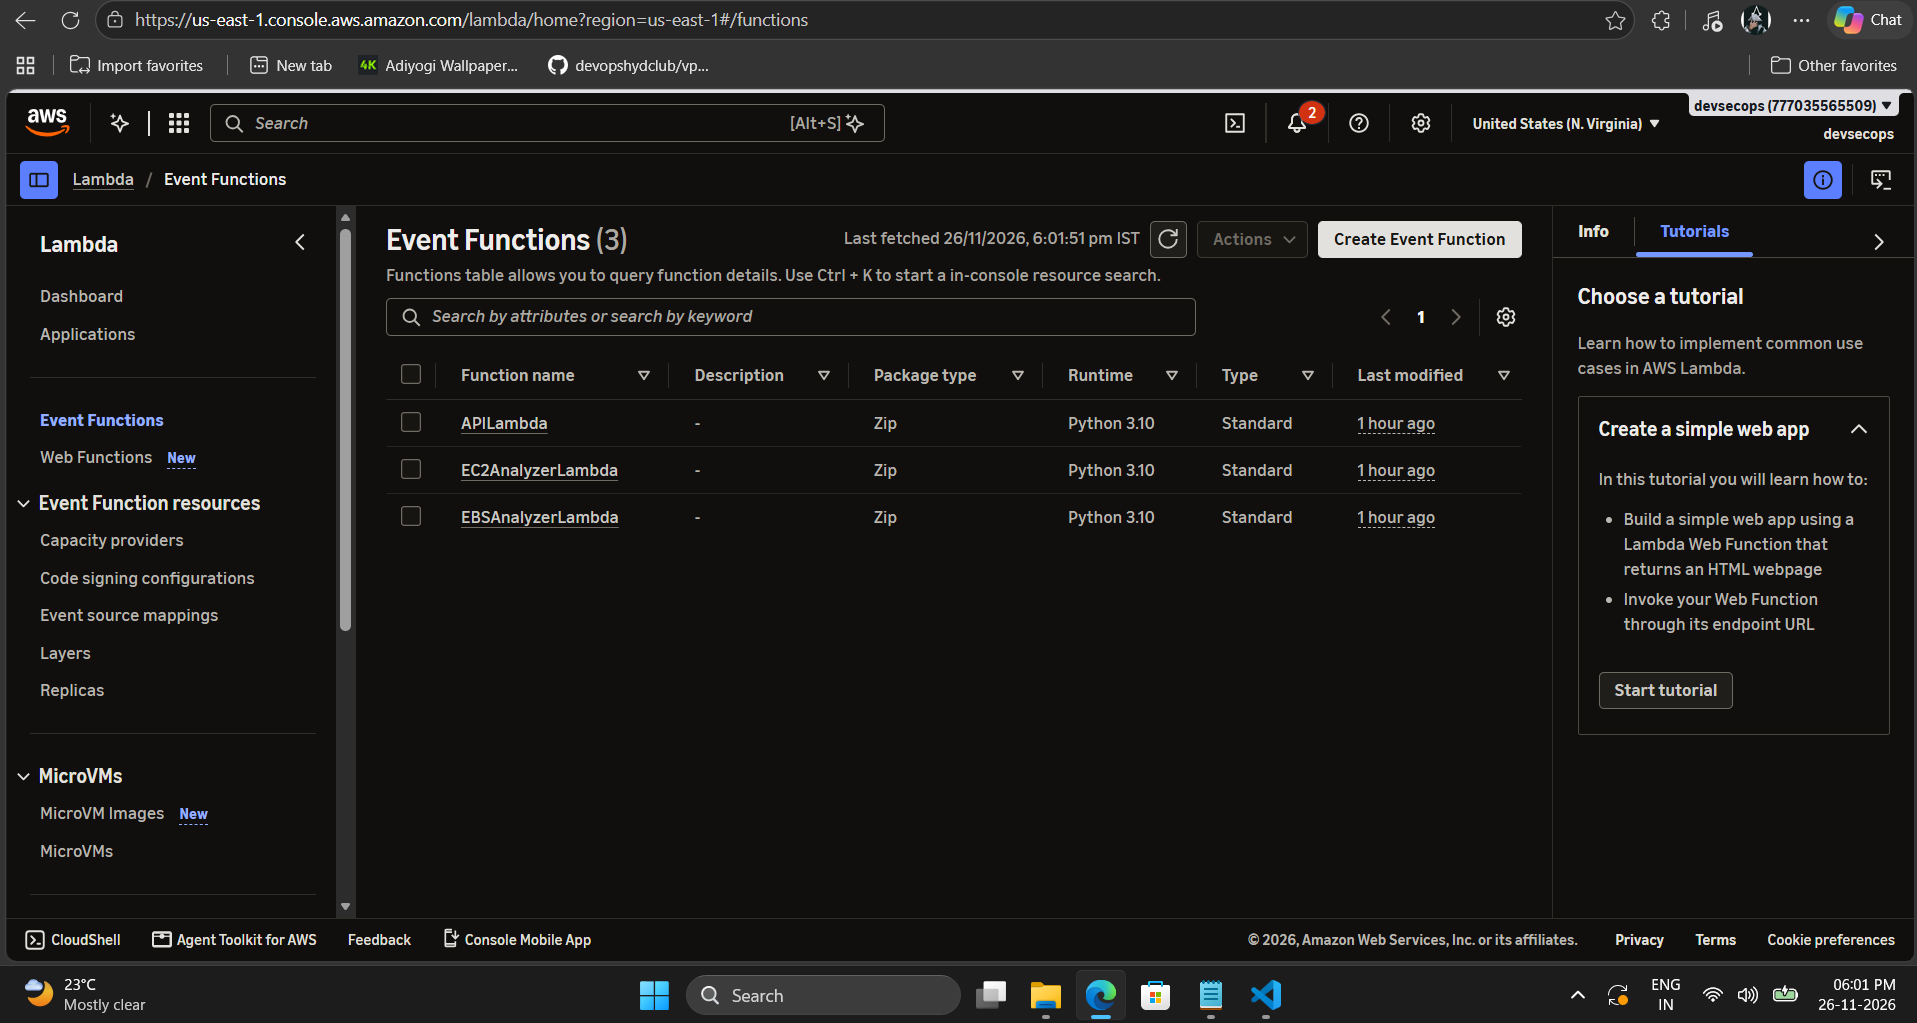 https://us-east-1.console.aws.amazon.com/lambda/home?region=us-east-1#/functions
Chat
Import favorites
New tab
4K Adiyogi Wallpaper...
devopshydclub/vp...
Other favorites
aws
Search
[Alt+S]
2
United States (N. Virginia)
devsecops (777035565509)
devsecops
Lambda / Event Functions
Lambda
Dashboard
Applications
Event Functions
Web Functions New
Event Function resources
Capacity providers
Code signing configurations
Event source mappings
Layers
Replicas
MicroVMs
MicroVM Images New
MicroVMs
Event Functions (3)
Last fetched 26/11/2026, 6:01:51 pm IST
Actions
Create Event Function
Functions table allows you to query function details. Use Ctrl + K to start a in-console resource search.
Search by attributes or search by keyword
1
Function name Description Package type Runtime Type Last modified
APILambda - Zip Python 3.10 Standard 1 hour ago
EC2AnalyzerLambda - Zip Python 3.10 Standard 1 hour ago
EBSAnalyzerLambda - Zip Python 3.10 Standard 1 hour ago
Info
Tutorials
Choose a tutorial
Learn how to implement common use
cases in AWS Lambda.
Create a simple web app
In this tutorial you will learn how to:
• Build a simple web app using a
Lambda Web Function that
returns an HTML webpage
• Invoke your Web Function
through its endpoint URL
Start tutorial
CloudShell
Agent Toolkit for AWS
Feedback
Console Mobile App
© 2026, Amazon Web Services, Inc. or its affiliates.
Privacy
Terms
Cookie preferences
23°C
Mostly clear
Search
ENG
IN
06:01 PM
26-11-2026